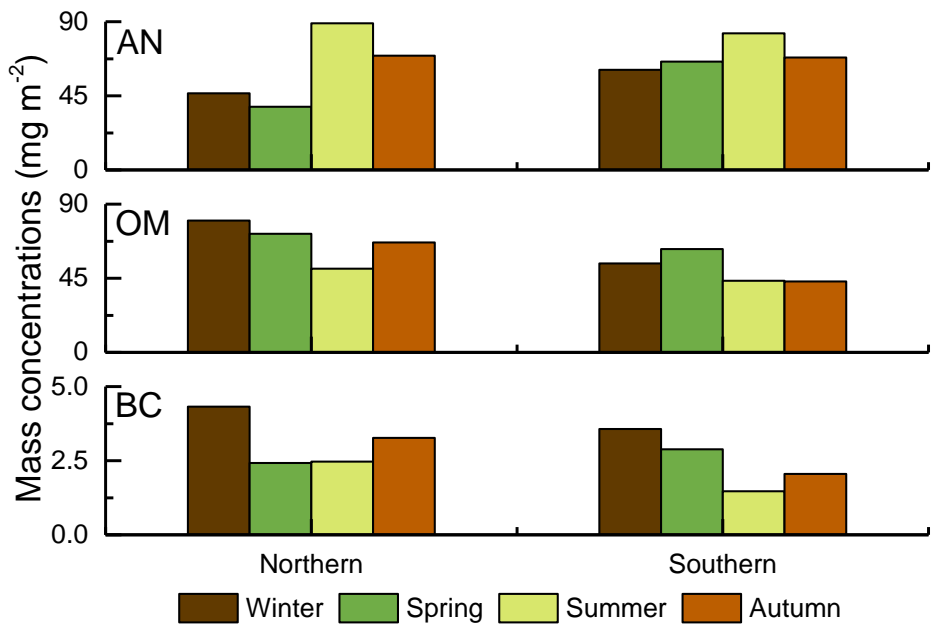 Mass concentrations (mg m⁻²)
90
AN
45
0
90
OM
45
0
5.0
BC
2.5
0.0
Northern Southern
Winter Spring Summer Autumn